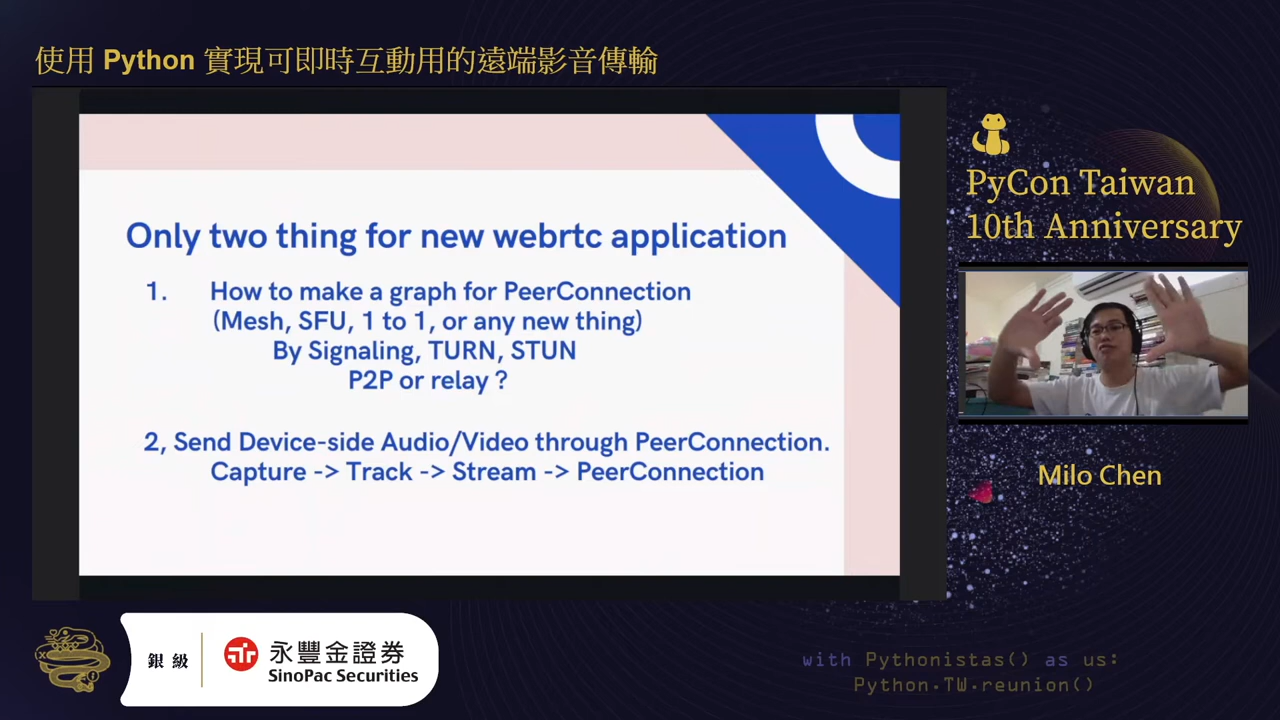 使用 Python 實現可即時互動用的遠端影音傳輸
Only two thing for new webrtc application
1. How to make a graph for PeerConnection
(Mesh, SFU, 1 to 1, or any new thing)
By Signaling, TURN, STUN
P2P or relay ?
2, Send Device-side Audio/Video through PeerConnection.
Capture -> Track -> Stream -> PeerConnection
PyCon Taiwan
10th Anniversary
Milo Chen
銀級
永豐金證券
SinoPac Securities
with Pythonistas() as us:
Python.TW.reunion()